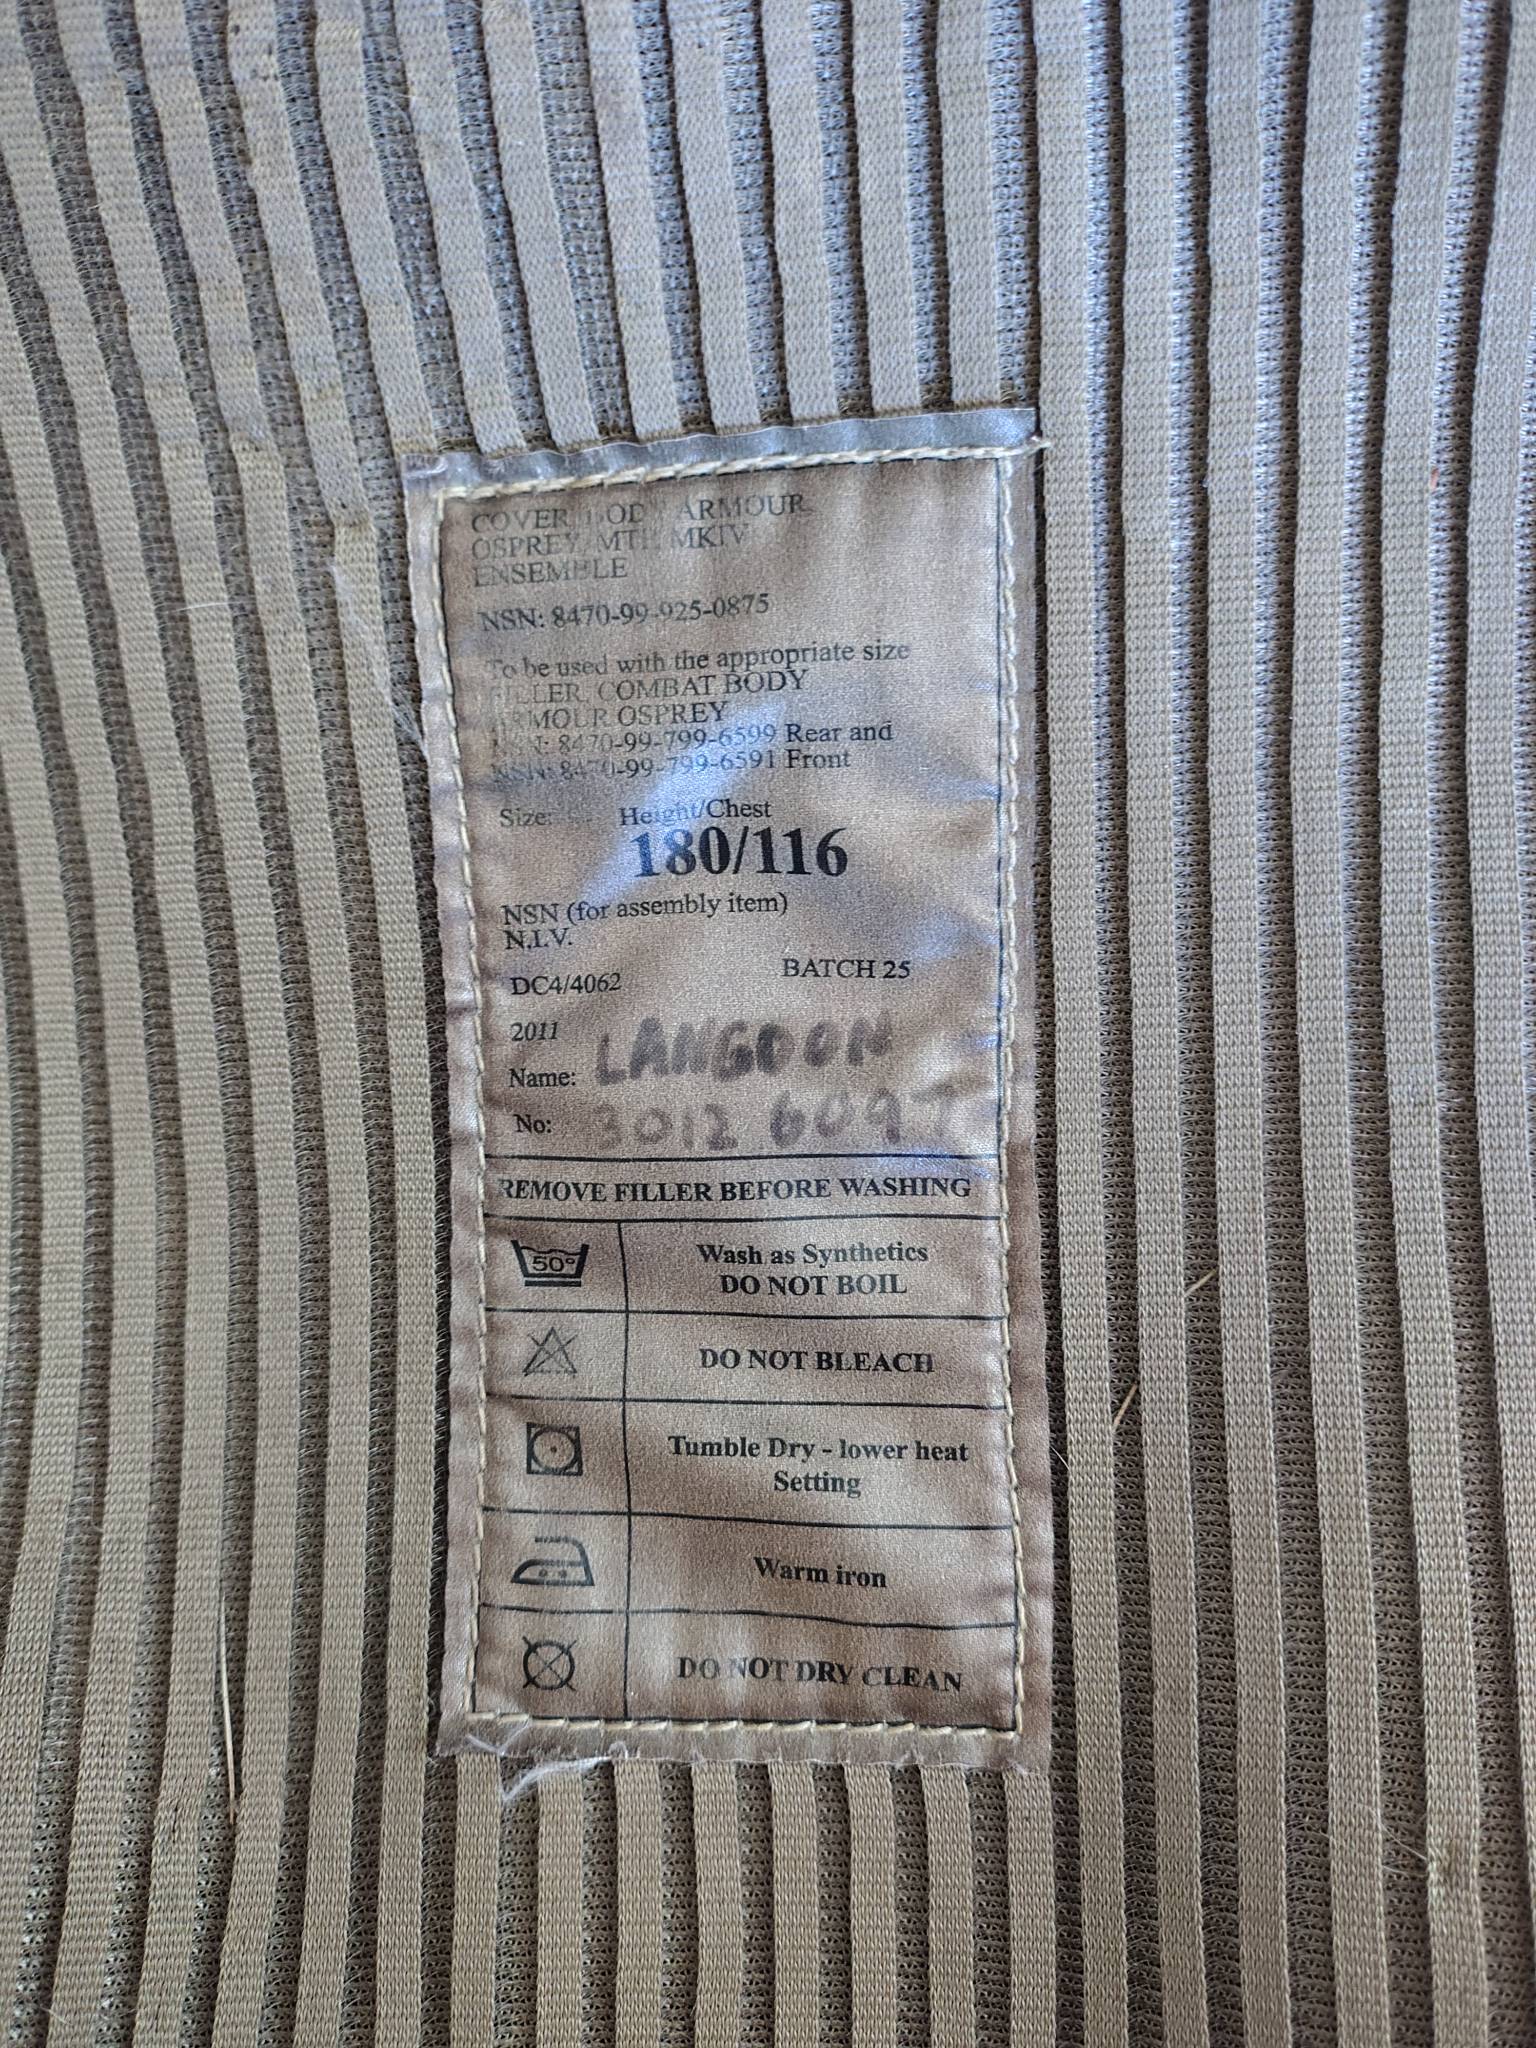 COVER BODY ARMOUR
OSPREY MTP MKIV
ENSEMBLE
NSN: 8470-99-925-0875
To be used with the appropriate size
FILLER, COMBAT BODY
ARMOUR OSPREY
NSN: 8470-99-799-6599 Rear and
NSN: 8470-99-799-6591 Front
Size: Height/Chest
180/116
NSN (for assembly item)
N.I.V.
DC4/4062 BATCH 25
2011
Name: LANGDON
No: 3012 6097
REMOVE FILLER BEFORE WASHING
50° Wash as Synthetics
DO NOT BOIL
DO NOT BLEACH
Tumble Dry - lower heat
Setting
Warm iron
DO NOT DRY CLEAN